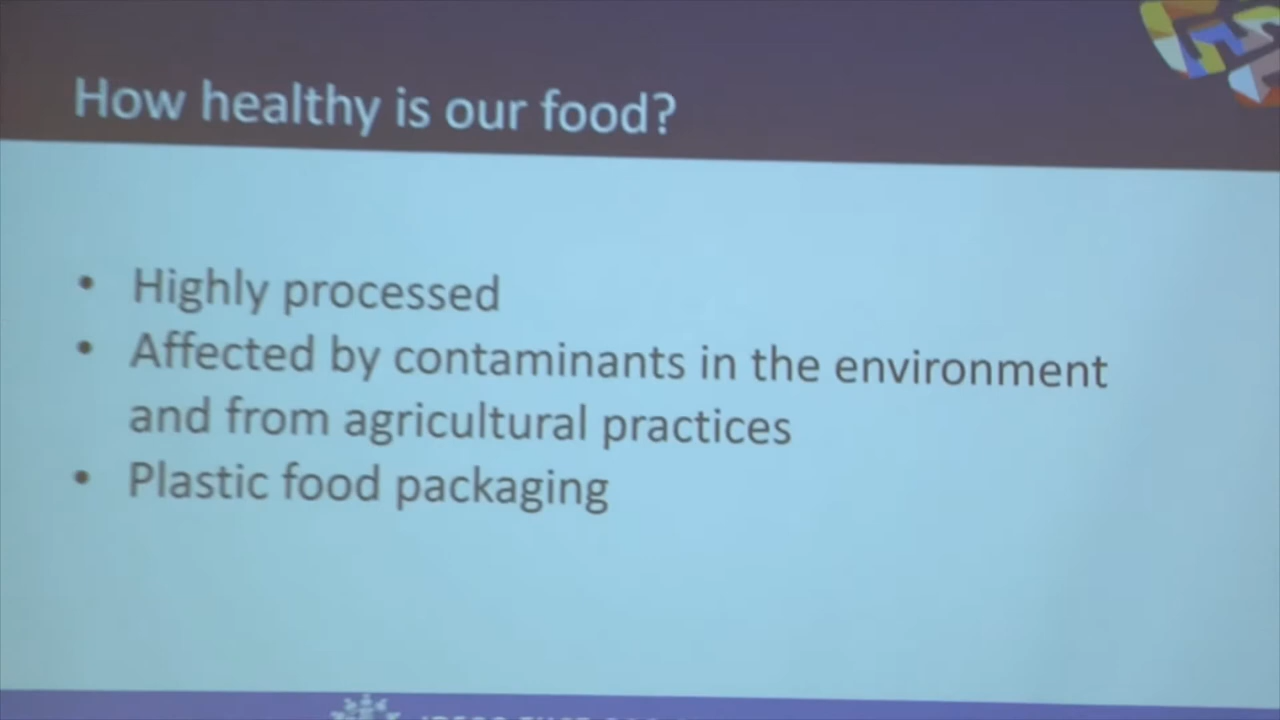 How healthy is our food?
• Highly processed
• Affected by contaminants in the environment
and from agricultural practices
• Plastic food packaging